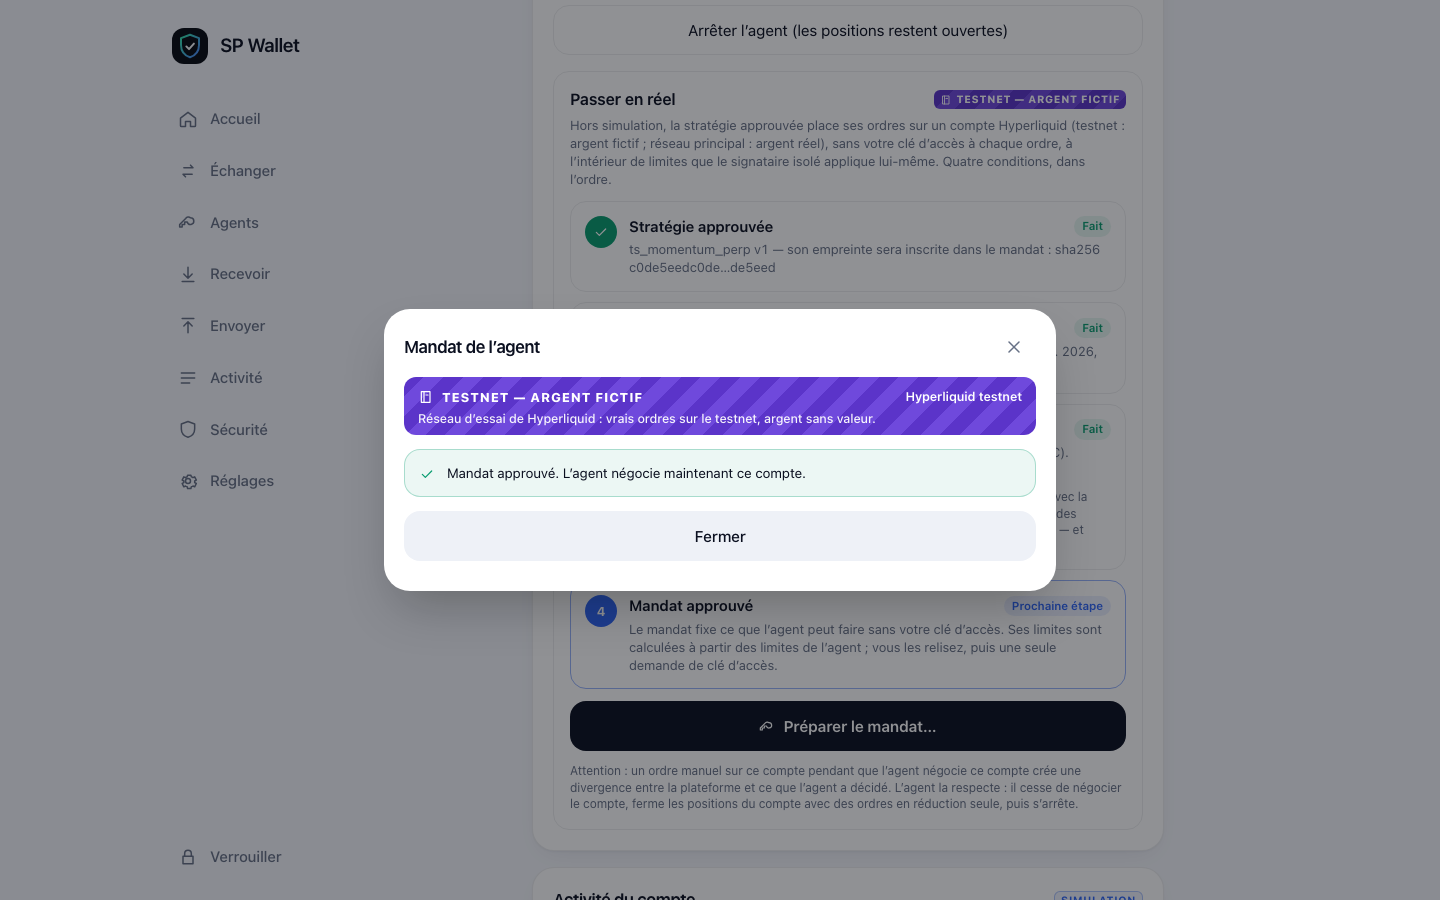 SP Wallet
Accueil
Échanger
Agents
Recevoir
Envoyer
Activité
Sécurité
Réglages
Verrouiller
Arrêter l'agent (les positions restent ouvertes)
Passer en réel
TESTNET — ARGENT FICTIF
Hors simulation, la stratégie approuvée place ses ordres sur un compte Hyperliquid (testnet :
argent fictif ; réseau principal : argent réel), sans votre clé d'accès à chaque ordre, à
l'intérieur de limites que le signataire isolé applique lui-même. Quatre conditions, dans
l'ordre.
Stratégie approuvée
Fait
ts_momentum_perp v1 — son empreinte sera inscrite dans le mandat : sha256
c0de5eedc0de…de5eed
Fait
. 2026,
Fait
C).
vec la
des
— et
Mandat de l'agent
TESTNET — ARGENT FICTIF
Hyperliquid testnet
Réseau d'essai de Hyperliquid : vrais ordres sur le testnet, argent sans valeur.
Mandat approuvé. L'agent négocie maintenant ce compte.
Fermer
4
Mandat approuvé
Prochaine étape
Le mandat fixe ce que l'agent peut faire sans votre clé d'accès. Ses limites sont
calculées à partir des limites de l'agent ; vous les relisez, puis une seule
demande de clé d'accès.
Préparer le mandat…
Attention : un ordre manuel sur ce compte pendant que l'agent négocie ce compte crée une
divergence entre la plateforme et ce que l'agent a décidé. L'agent la respecte : il cesse de négocier
le compte, ferme les positions du compte avec des ordres en réduction seule, puis s'arrête.
Activité du compte
SIMULATION